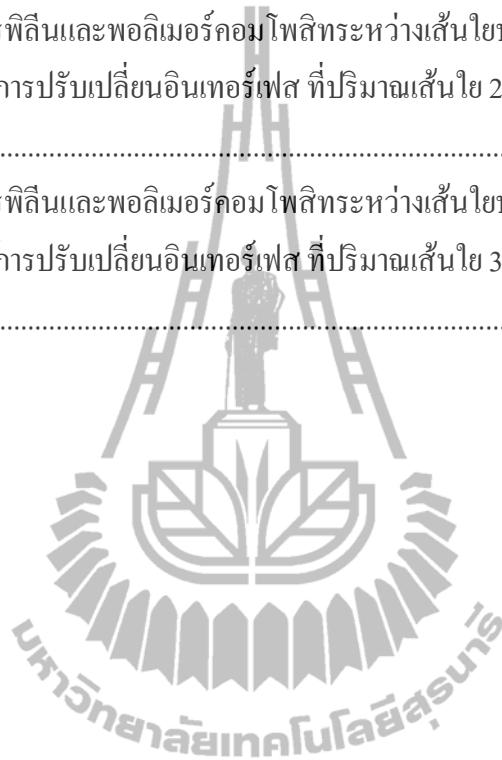 รพิลีนและพอลิเมอร์คอมโพสิทระหว่างเส้นใย
การปรับเปลี่ยนอินเทอร์เฟส ที่ปริมาณเส้นใย 2
....................................................................................
รพิลีนและพอลิเมอร์คอมโพสิทระหว่างเส้นใย
การปรับเปลี่ยนอินเทอร์เฟส ที่ปริมาณเส้นใย 3
....................................................................................
มหาวิทยาลัยเทคโนโลยีสุรนารี